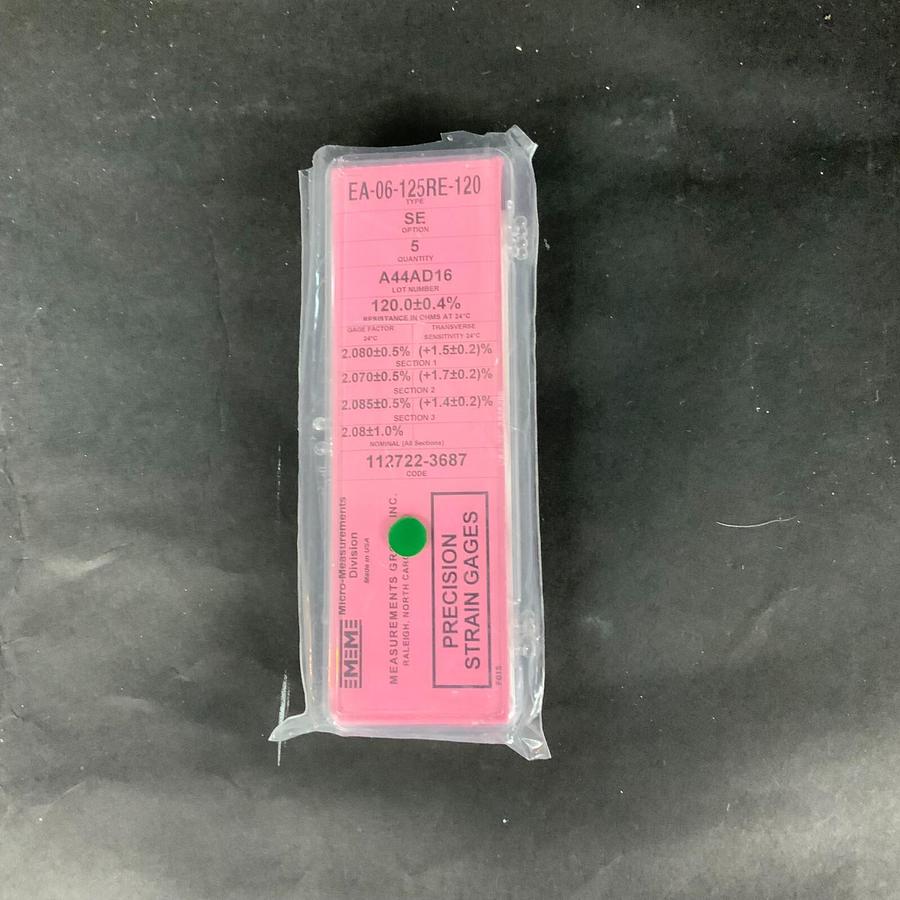 EA-06-125RE-120
TYPE
SE
OPTION
5
QUANTITY
A44AD16
LOT NUMBER
120.0±0.4%
RESISTANCE IN OHMS AT 24°C
GAGE FACTOR
24°C
TRANSVERSE
SENSITIVITY 24°C
2.080±0.5% (+1.5±0.2)%
SECTION 1
2.070±0.5% (+1.7±0.2)%
SECTION 2
2.085±0.5% (+1.4±0.2)%
SECTION 3
2.08±1.0%
NOMINAL (All Sections)
112722-3687
CODE
MM
Micro-Measurements
Division
Made in USA
MEASUREMENTS INC.
RALEIGH, NORTH
PRECISION
STRAIN GAGES